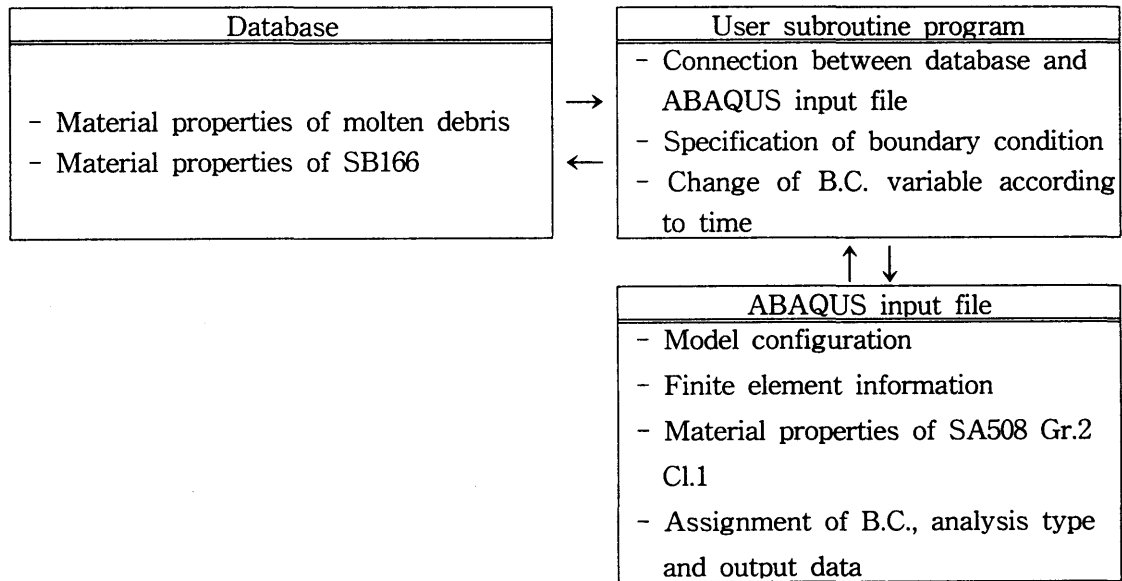 Database
- Material properties of molten debris
- Material properties of SB166
→
←
User subroutine program
- Connection between database and
ABAQUS input file
- Specification of boundary condition
- Change of B.C. variable according
to time
↑ ↓
ABAQUS input file
- Model configuration
- Finite element information
- Material properties of SA508 Gr.2
Cl.1
- Assignment of B.C., analysis type
and output data